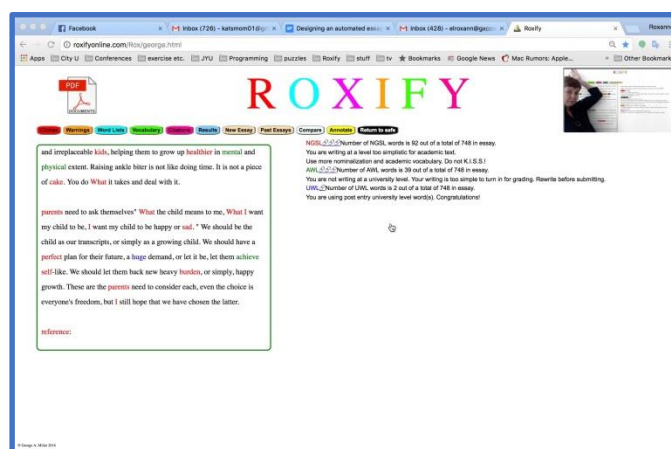 Facebook
Inbox (726) - katsmom01@g
Designing an automated essa
Inbox (428) - elroxann@g
Roxify
Roxann
roxifyonline.com/Rox/george.html
Apps
City U
Conferences
exercise etc.
JYU
Programming
puzzles
Roxify
stuff
tv
Bookmarks
Google News
Mac Rumors: Apple...
Other Bookmark
PDF
DOCUMENTS
ROXIFY
Warnings
Word Lists
Vocabulary
Citations
Results
New Essay
Past Essays
Compare
Annotate
Return to safe
and irreplaceable kids, helping them to grow up healthier in mental and
physical extent. Raising ankle biter is not like doing time. It is not a piece
of cake. You do What it takes and deal with it.
parents need to ask themselves" What the child means to me, What I want
my child to be, I want my child to be happy or sad. " We should be the
child as our transcripts, or simply as a growing child. We should have a
perfect plan for their future, a huge demand, or let it be, let them achieve
self-like. We should let them back new heavy burden, or simply, happy
growth. These are the parents need to consider each, even the choice is
everyone's freedom, but I still hope that we have chosen the latter.
reference:
NGSL Number of NGSL words is 92 out of a total of 748 in essay.
You are writing at a level too simplistic for academic text.
Use more nominalization and academic vocabulary. Do not K.I.S.S.!
AWL Number of AWL words is 39 out of a total of 748 in essay.
You are not writing at a university level. Your writing is too simple to turn in for grading. Rewrite before submitting.
UWL Number of UWL words is 2 out of a total of 748 in essay.
You are using post entry university level word(s). Congratulations!